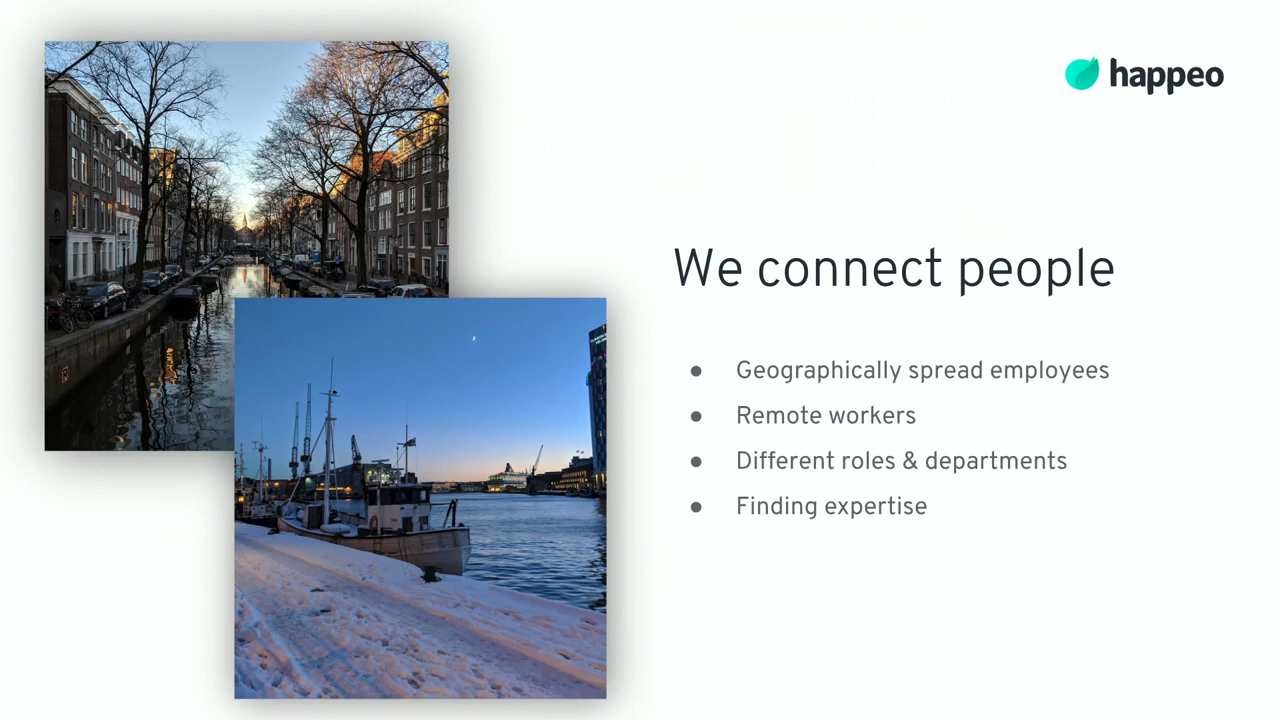 happeo
We connect people
● Geographically spread employees
● Remote workers
● Different roles & departments
● Finding expertise